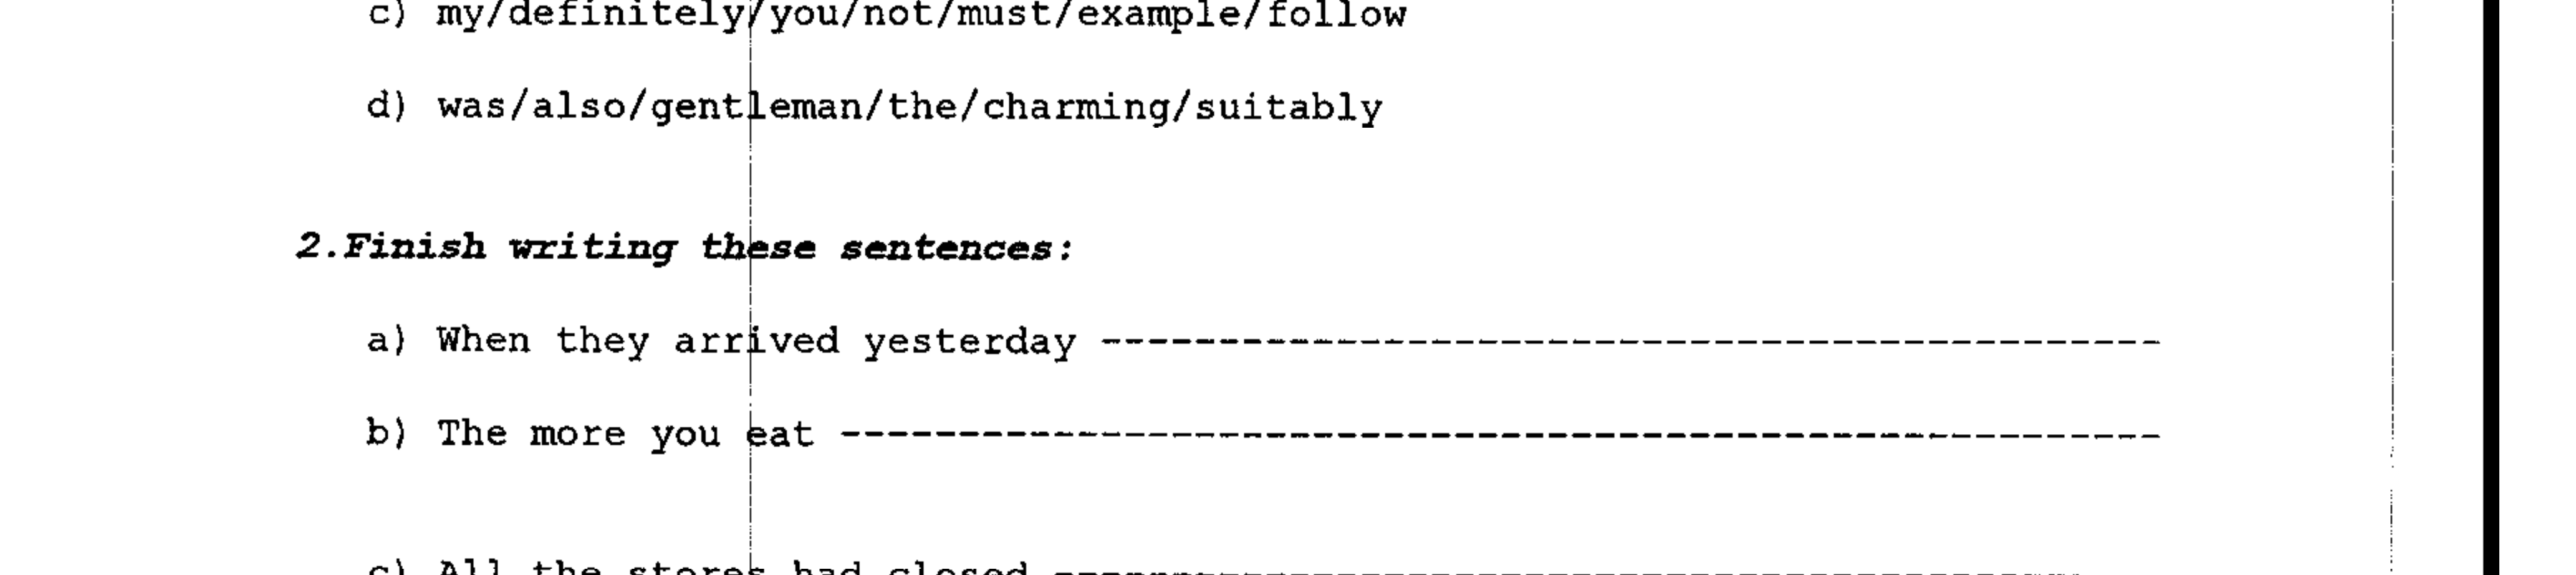 c) my/definitely/you/not/must/example/follow
d) was/also/gentleman/the/charming/suitably
2.Finish writing these sentences:
a) When they arrived yesterday ----------------------------------------------
b) The more you eat ---------------------------------------------------------
c) All the stores had closed --------------------------------------------